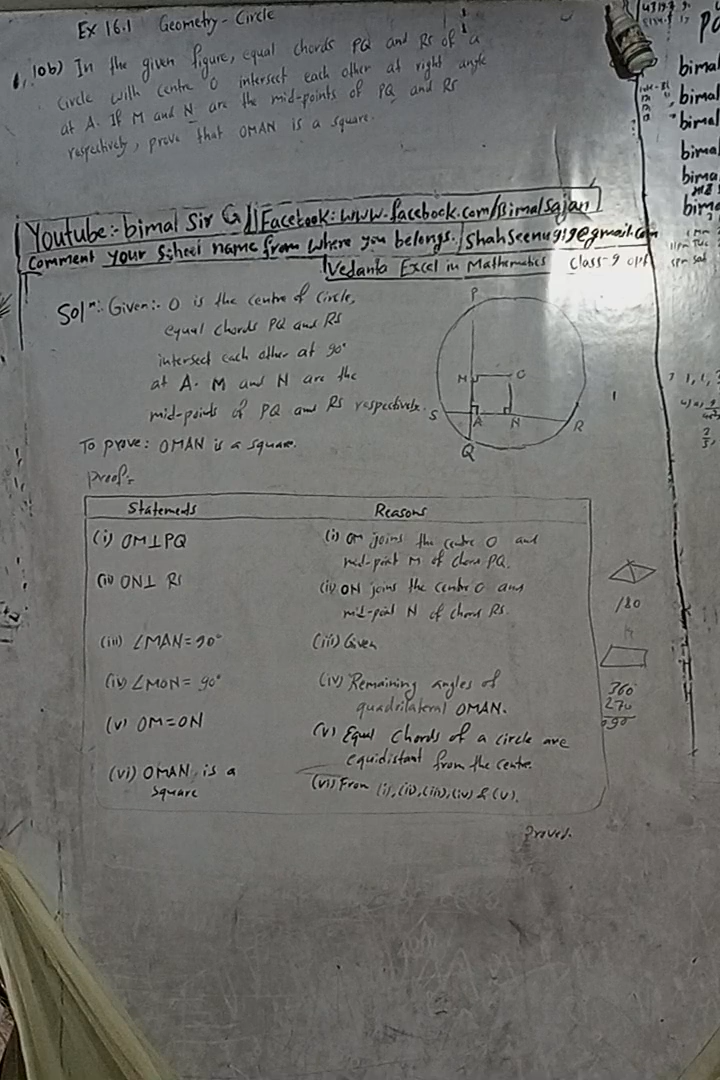 Ex 16.1 Geometry - Circle
10b) In the given figure, equal chords PQ and RS of a
circle with centre O intersect each other at right angle
at A. If M and N are the mid-points of PQ and RS
respectively, prove that OMAN is a square.
Youtube:- bimal Sir G || Facebook: www.facebook.com/BimalSajan
Comment your School name from where you belongs. /
Vedanta Excel in Mathematics Class-9 opt
Solⁿ:- Given:- O is the centre of circle,
equal chords PQ and RS
intersect each other at 90°
at A. M and N are the
mid-points of PQ and RS respectively.
To prove: OMAN is a square.
Proof:-
P
M
O
S
A
N
R
Q
Statements Reasons
(i) OM⊥PQ (i) OM joins the centre O and
mid-point M of chord PQ.
(ii) ON⊥ RS (ii) ON joins the centre O and
mid-point N of chord RS.
(iii) ∠MAN=90° (iii) Given
(iv) ∠MON= 90° (iv) Remaining angles of
quadrilateral OMAN.
(v) OM=ON (v) Equal Chords of a circle are
equidistant from the centre.
(vi) OMAN is a
square (vi) From (i), (ii), (iii), (iv) & (v).
Proved.
180
360
270
90
bimal
bimal
bimal
bimal
bima
bima